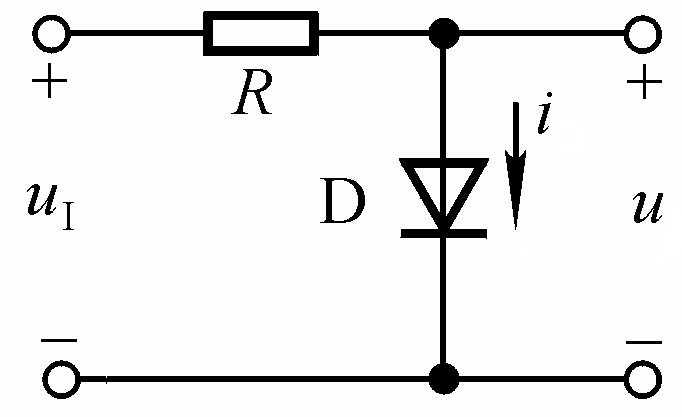 R
+ +
i
u_I D u
− −